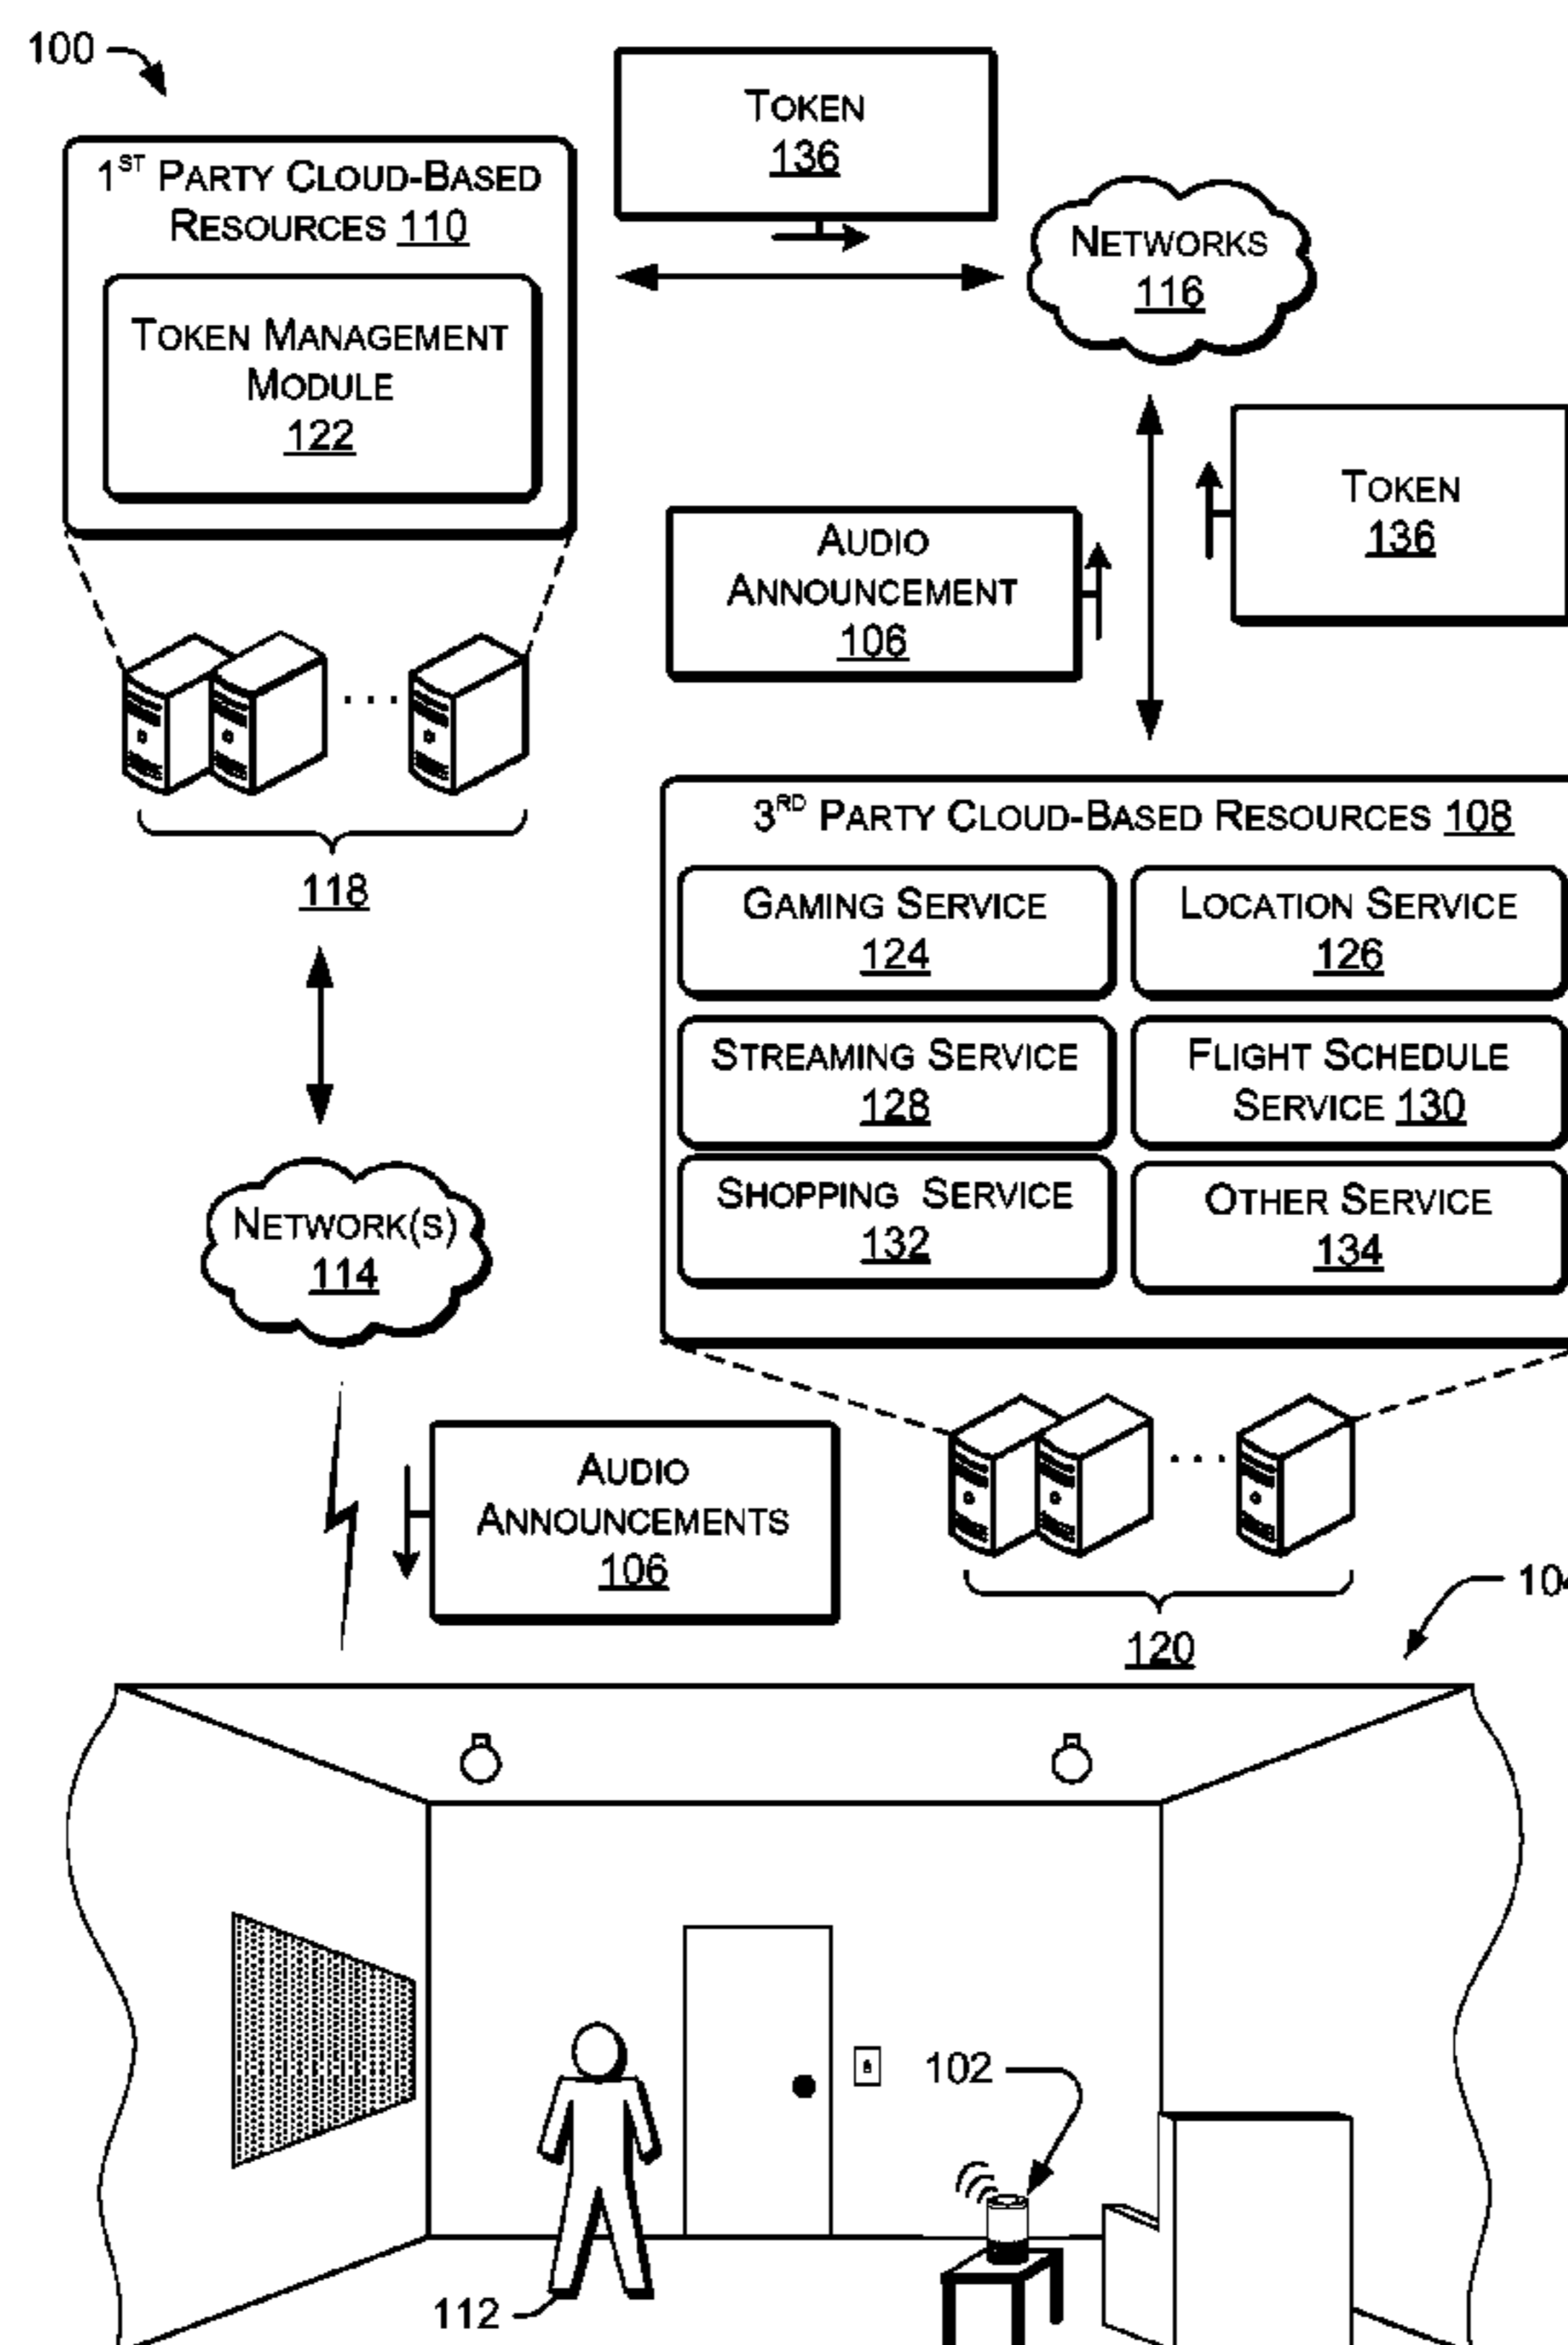 100
TOKEN
136
1ST PARTY CLOUD-BASED
RESOURCES 110
NETWORKS
116
TOKEN MANAGEMENT
MODULE
122
TOKEN
136
AUDIO
ANNOUNCEMENT
106
3RD PARTY CLOUD-BASED RESOURCES 108
118
GAMING SERVICE
124
LOCATION SERVICE
126
STREAMING SERVICE
128
FLIGHT SCHEDULE
SERVICE 130
SHOPPING SERVICE
132
OTHER SERVICE
134
NETWORK(S)
114
AUDIO
ANNOUNCEMENTS
106
104
120
102
112